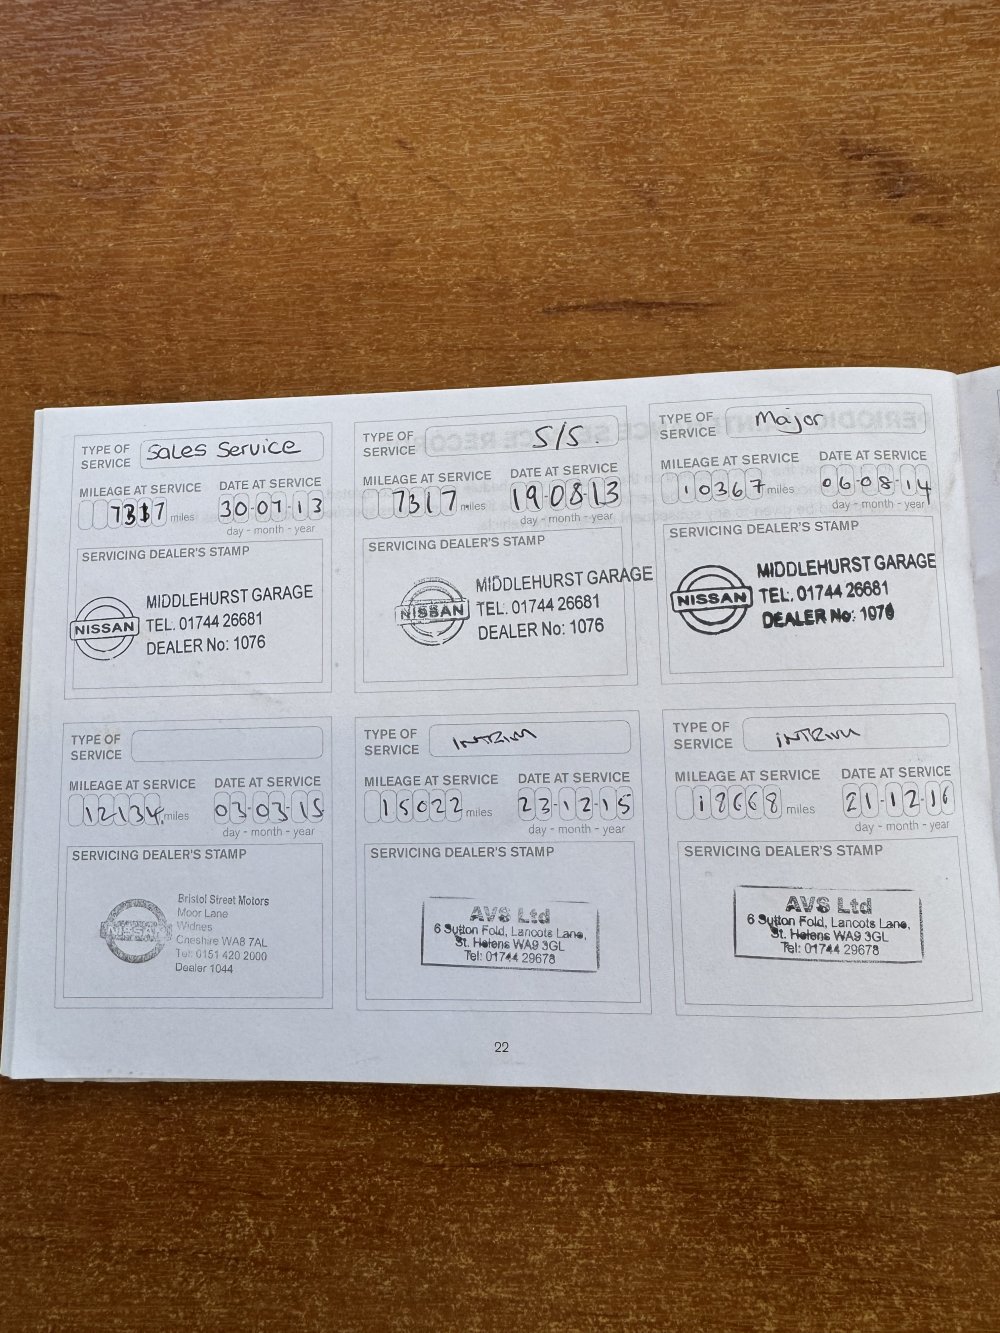 TYPE OF SERVICE Sales Service
MILEAGE AT SERVICE DATE AT SERVICE
7317 miles 30-07-13
day - month - year
SERVICING DEALER'S STAMP
NISSAN
MIDDLEHURST GARAGE
TEL. 01744 26681
DEALER No: 1076
TYPE OF SERVICE S/S.
MILEAGE AT SERVICE DATE AT SERVICE
7317 miles 19-08-13
day - month - year
SERVICING DEALER'S STAMP
NISSAN
MIDDLEHURST GARAGE
TEL. 01744 26681
DEALER No: 1076
TYPE OF SERVICE Major
MILEAGE AT SERVICE DATE AT SERVICE
10367 miles 06-08-14
day - month - year
SERVICING DEALER'S STAMP
NISSAN
MIDDLEHURST GARAGE
TEL. 01744 26681
DEALER No: 1076
TYPE OF SERVICE
MILEAGE AT SERVICE DATE AT SERVICE
12134 miles 03-03-15
day - month - year
SERVICING DEALER'S STAMP
NISSAN
Bristol Street Motors
Moor Lane
Widnes
Cheshire WA8 7AL
Tel: 0151 420 2000
Dealer 1044
TYPE OF SERVICE INTRIM
MILEAGE AT SERVICE DATE AT SERVICE
15022 miles 23-12-15
day - month - year
SERVICING DEALER'S STAMP
AVS Ltd
6 Sutton Fold, Lancots Lane,
St. Helens WA9 3GL
Tel: 01744 29678
TYPE OF SERVICE iNTRIM
MILEAGE AT SERVICE DATE AT SERVICE
18668 miles 21-12-16
day - month - year
SERVICING DEALER'S STAMP
AVS Ltd
6 Sutton Fold, Lancots Lane,
St. Helens WA9 3GL
Tel: 01744 29678
22